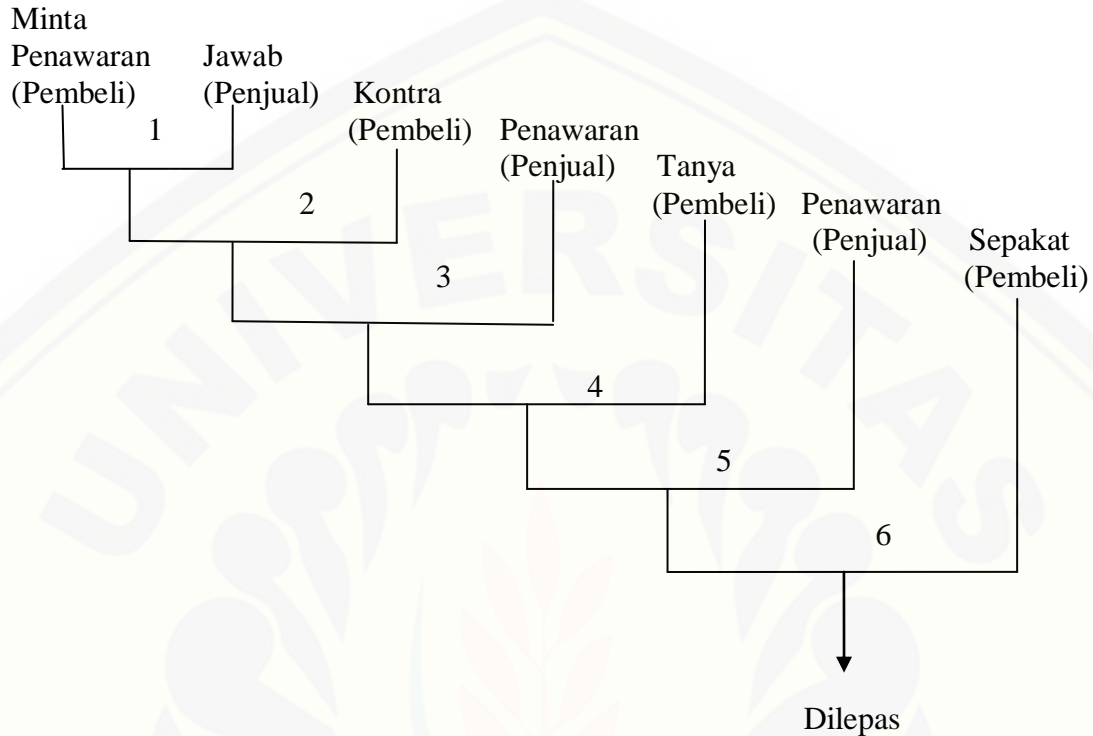 Minta
Penawaran
(Pembeli)
Jawab
(Penjual)
Kontra
(Pembeli)
Penawaran
(Penjual)
Tanya
(Pembeli)
Penawaran
(Penjual)
Sepakat
(Pembeli)
1
2
3
4
5
6
Dilepas
UNIVERSITAS